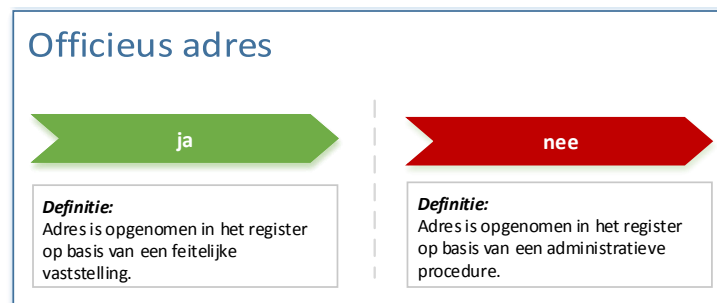 Officieus adres
ja
nee
Definitie:
Adres is opgenomen in het register
op basis van een feitelijke
vaststelling.
Definitie:
Adres is opgenomen in het register
op basis van een administratieve
procedure.